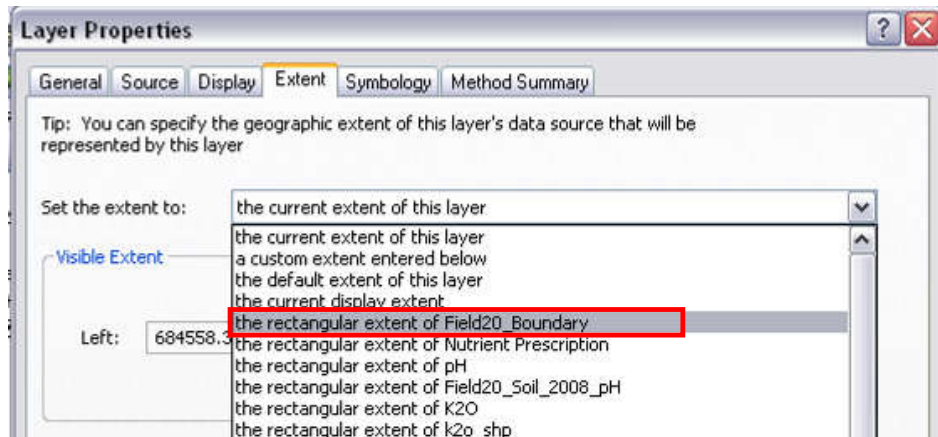 Layer Properties
General Source Display Extent Symbology Method Summary
Tip: You can specify the geographic extent of this layer's data source that will be
represented by this layer
Set the extent to: the current extent of this layer
the current extent of this layer
Visible Extent
a custom extent entered below
the default extent of this layer
the current display extent
the rectangular extent of Field20_Boundary
Left: 684558.3
the rectangular extent of Nutrient Prescription
the rectangular extent of pH
the rectangular extent of Field20_Soil_2008_pH
the rectangular extent of K2O
the rectangular extent of k2o_shp